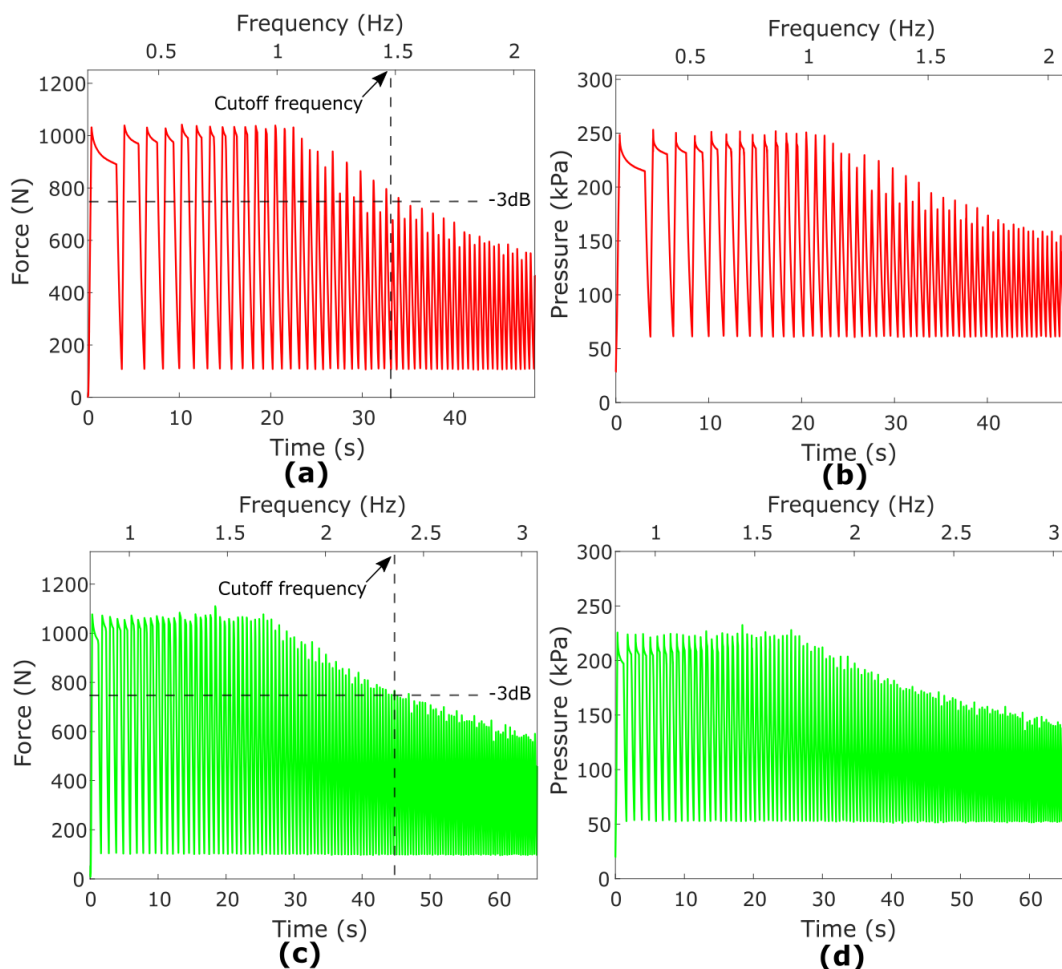 Frequency (Hz)
0.5 1 1.5 2
1200
1000
800
600
400
200
0
Force (N)
Cutoff frequency
-3dB
0 10 20 30 40
Time (s)
(a)
Frequency (Hz)
0.5 1 1.5 2
300
250
200
150
100
50
0
Pressure (kPa)
0 10 20 30 40
Time (s)
(b)
Frequency (Hz)
1 1.5 2 2.5 3
1200
1000
800
600
400
200
0
Force (N)
Cutoff frequency
-3dB
0 10 20 30 40 50 60
Time (s)
(c)
Frequency (Hz)
1 1.5 2 2.5 3
300
250
200
150
100
50
0
Pressure (kPa)
0 10 20 30 40 50 60
Time (s)
(d)